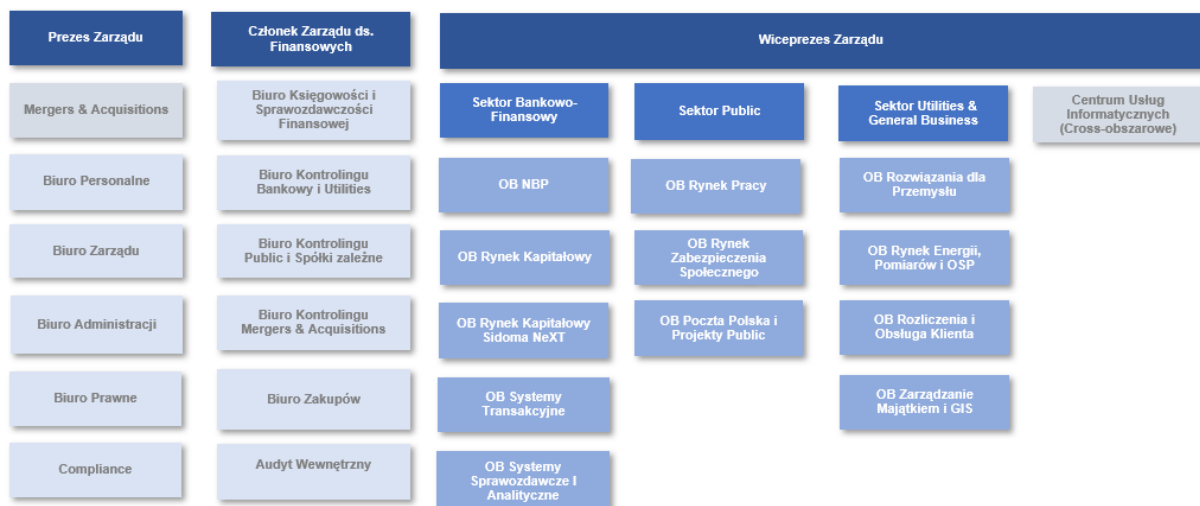 Prezes Zarządu
Mergers & Acquisitions
Biuro Personalne
Biuro Zarządu
Biuro Administracji
Biuro Prawne
Compliance
Członek Zarządu ds.
Finansowych
Biuro Księgowości i
Sprawozdawczości
Finansowej
Biuro Kontrolingu
Bankowy i Utilities
Biuro Kontrolingu
Public i Spółki zależne
Biuro Kontrolingu
Mergers & Acquisitions
Biuro Zakupów
Audyt Wewnętrzny
Wiceprezes Zarządu
Sektor Bankowo-
Finansowy
OB NBP
OB Rynek Kapitałowy
OB Rynek Kapitałowy
Sidoma NeXT
OB Systemy
Transakcyjne
OB Systemy
Sprawozdawcze I
Analityczne
Sektor Public
OB Rynek Pracy
OB Rynek
Zabezpieczenia
Społecznego
OB Poczta Polska i
Projekty Public
Sektor Utilities &
General Business
OB Rozwiązania dla
Przemysłu
OB Rynek Energii,
Pomiarów i OSP
OB Rozliczenia i
Obsługa Klienta
OB Zarządzanie
Majątkiem i GIS
Centrum Usług
Informatycznych
(Cross-obszarowe)